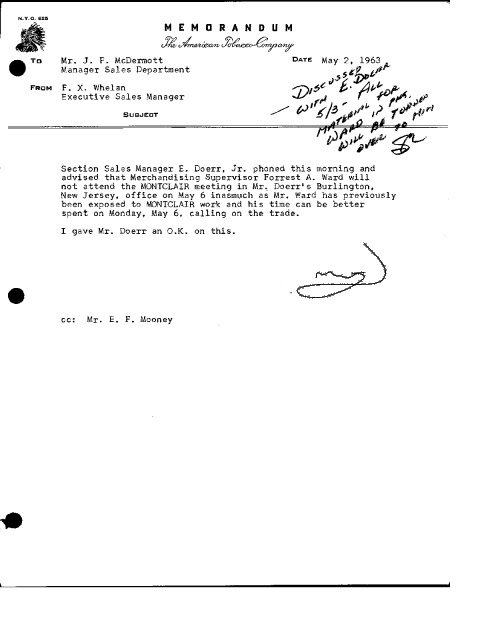 N.Y.O. 625
MEMORANDUM
The American Tobacco Company
TO Mr. J. F. McDermott
Manager Sales Department
DATE May 2, 1963
FROM F. X. Whelan
Executive Sales Manager
SUBJECT
DISCUSSED
WITH E. DOERR
5/3 - ALL
MATERIAL FOR
WARD IN
WILL BE TURNED
OVER TO HIM
Section Sales Manager E. Doerr, Jr. phoned this morning and
advised that Merchandising Supervisor Forrest A. Ward will
not attend the MONTCLAIR meeting in Mr. Doerr's Burlington,
New Jersey, office on May 6 inasmuch as Mr. Ward has previously
been exposed to MONTCLAIR work and his time can be better
spent on Monday, May 6, calling on the trade.
I gave Mr. Doerr an O.K. on this.
cc: Mr. E. F. Mooney